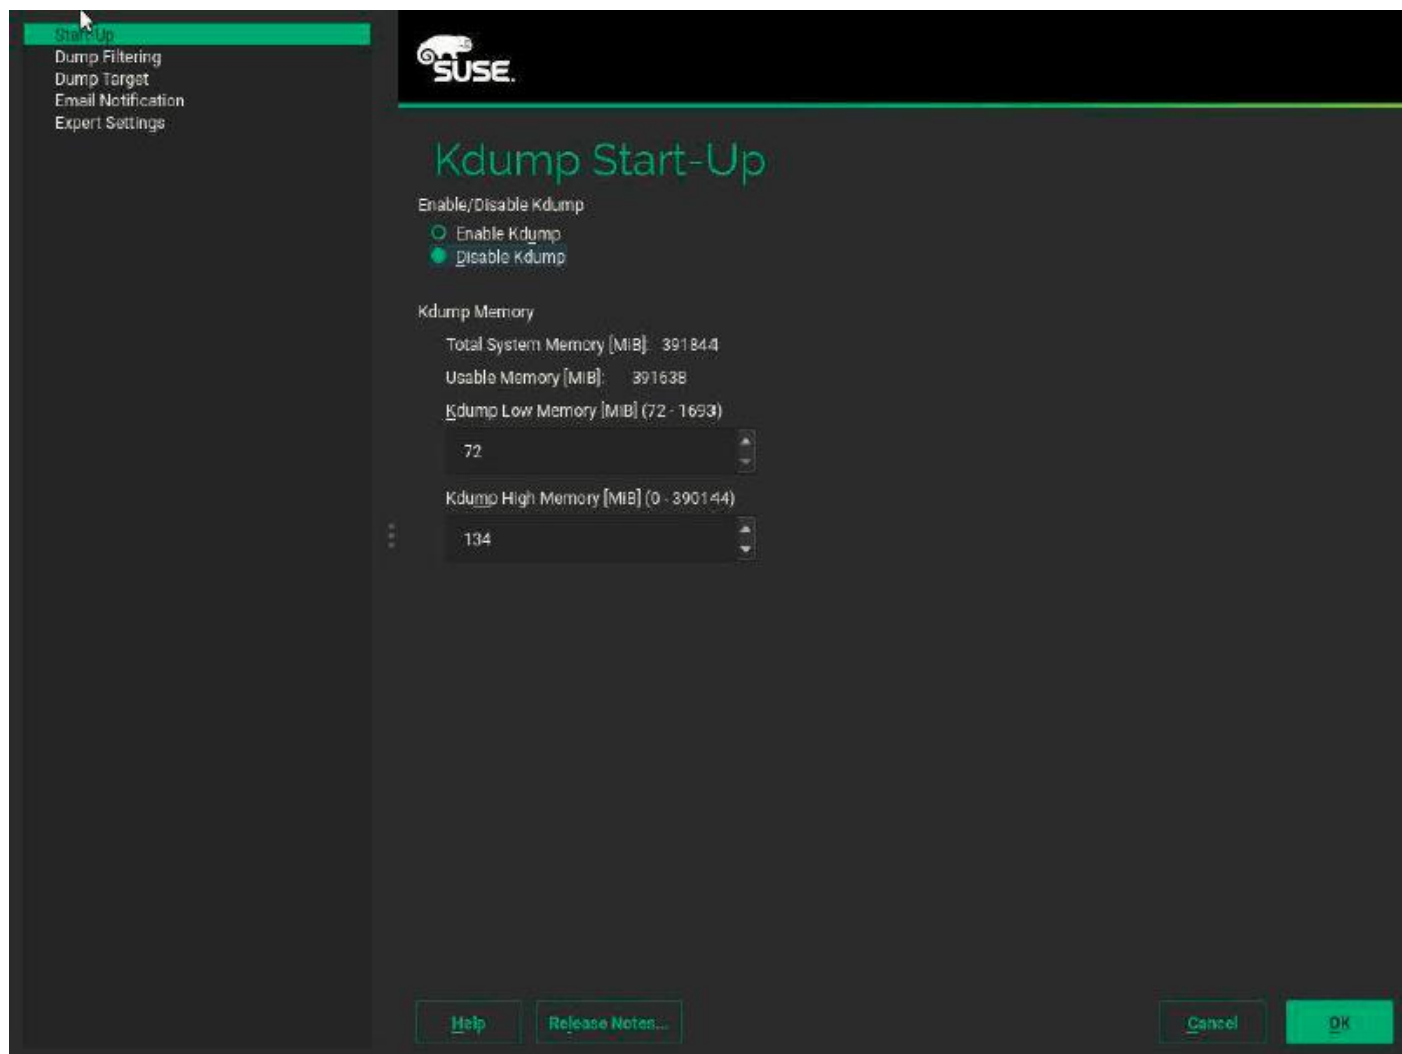 Start-Up
Dump Filtering
Dump Target
Email Notification
Expert Settings
SUSE.
Kdump Start-Up
Enable/Disable Kdump
Enable Kdump
Disable Kdump
Kdump Memory
Total System Memory [MiB]: 391844
Usable Memory [MiB]: 391638
Kdump Low Memory [MiB] (72 - 1693)
72
Kdump High Memory [MiB] (0 - 390144)
134
Help
Release Notes...
Cancel
OK